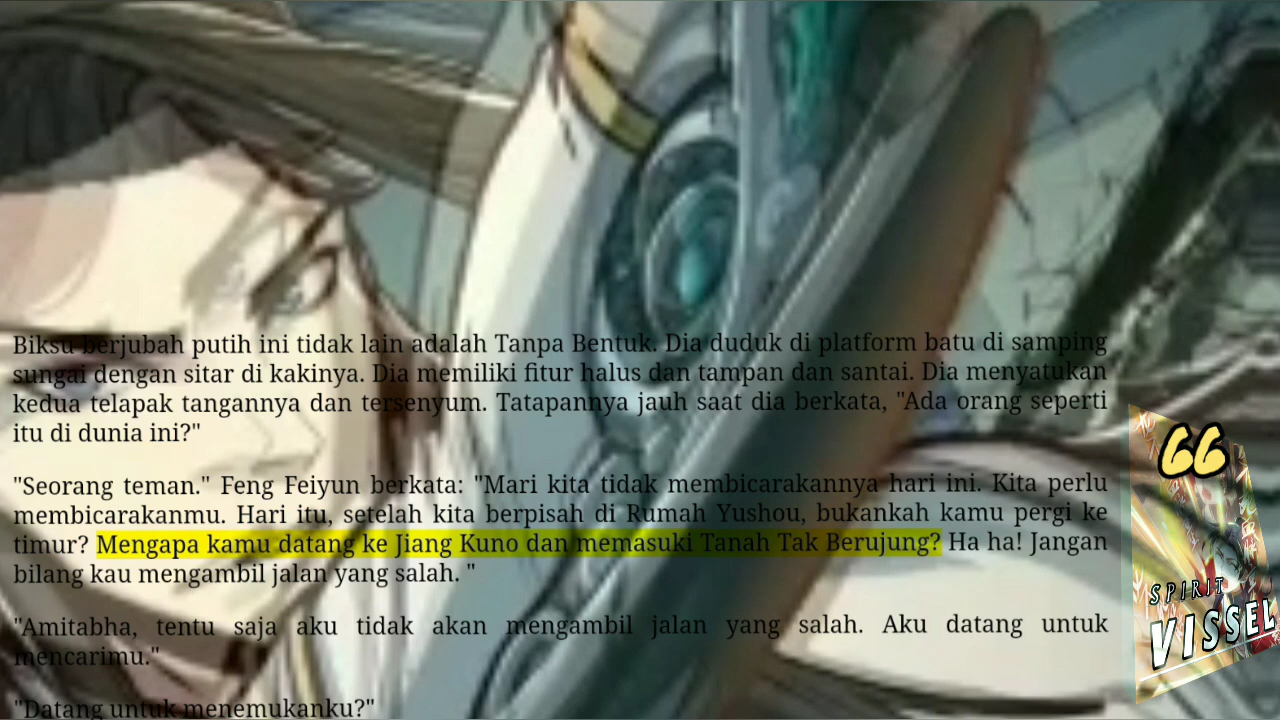 Biksu berjubah putih ini tidak lain adalah Tanpa Bentuk. Dia duduk di platform batu di samping
sungai dengan sitar di kakinya. Dia memiliki fitur halus dan tampan dan santai. Dia menyatukan
kedua telapak tangannya dan tersenyum. Tatapannya jauh saat dia berkata, "Ada orang seperti
itu di dunia ini?"
"Seorang teman." Feng Feiyun berkata: "Mari kita tidak membicarakannya hari ini. Kita perlu
membicarakanmu. Hari itu, setelah kita berpisah di Rumah Yushou, bukankah kamu pergi ke
timur? Mengapa kamu datang ke Jiang Kuno dan memasuki Tanah Tak Berujung? Ha ha! Jangan
bilang kau mengambil jalan yang salah. "
"Amitabha, tentu saja aku tidak akan mengambil jalan yang salah. Aku datang untuk
mencarimu."
"Datang untuk menemukanku?"
66
SPIRIT
VISSEL